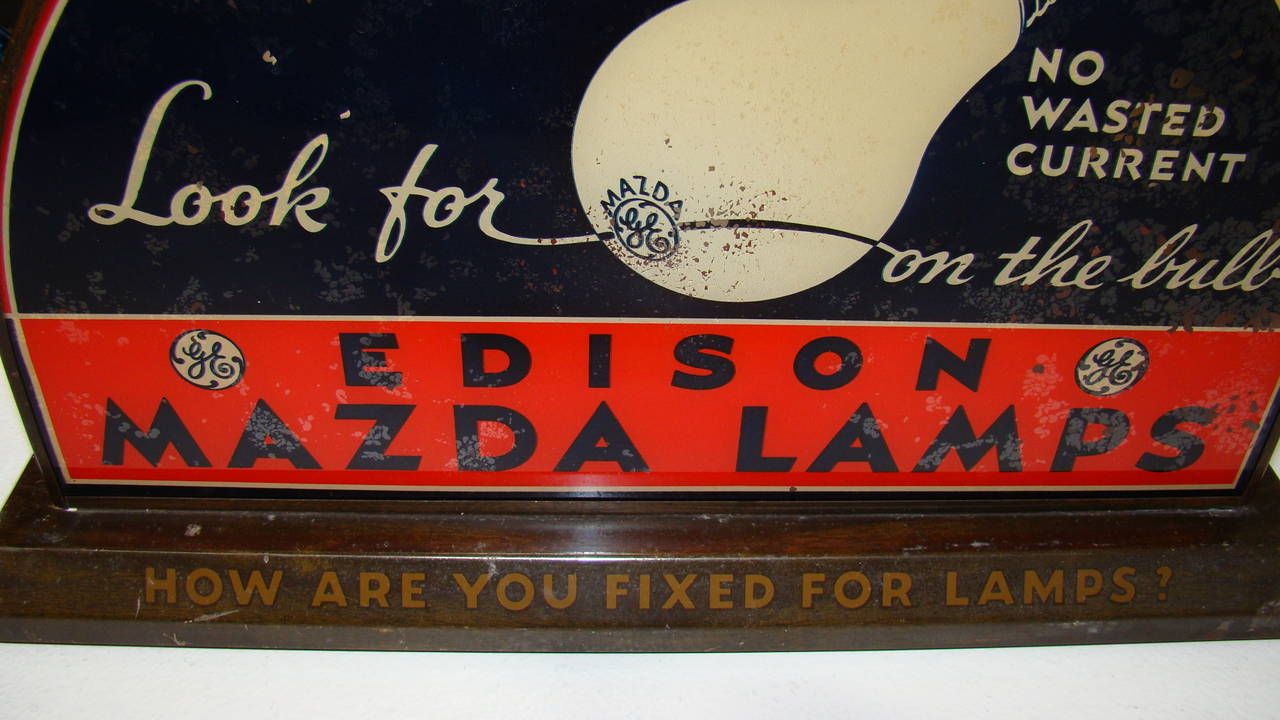 NO
WASTED
CURRENT
Look for
MAZDA
GE
on the bulb
GE
EDISON
GE
MAZDA LAMPS
HOW ARE YOU FIXED FOR LAMPS?